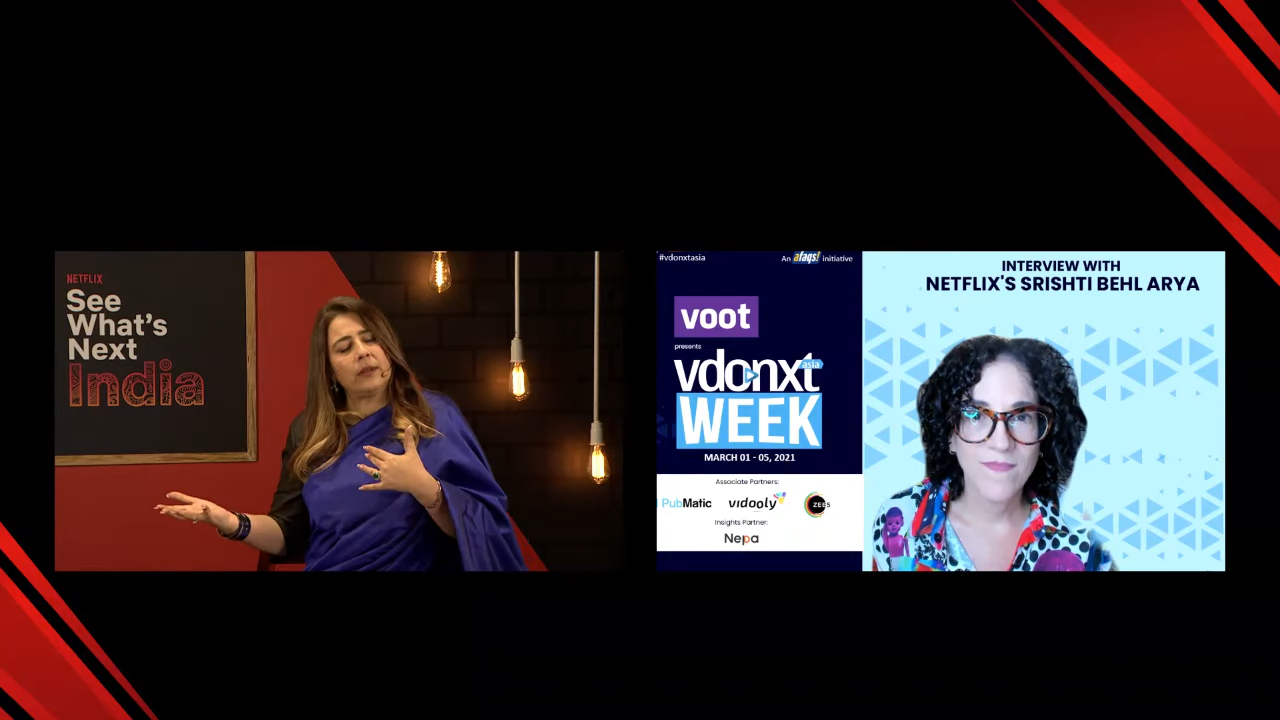 NETFLIX
See
What's
Next
India
#vdonxtasia
An afaqs! initiative
voot
presents
vdonxt asia
WEEK
MARCH 01 - 05, 2021
Associate Partners:
PubMatic
vidooly
ZEE5
Insights Partner:
Nepa
INTERVIEW WITH
NETFLIX'S SRISHTI BEHL ARYA